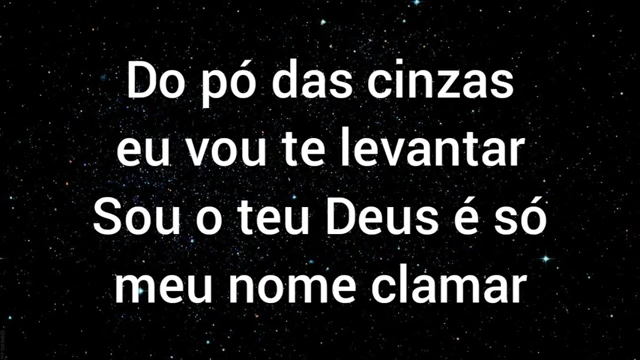 Do pó das cinzas
eu vou te levantar
Sou o teu Deus é só
meu nome clamar